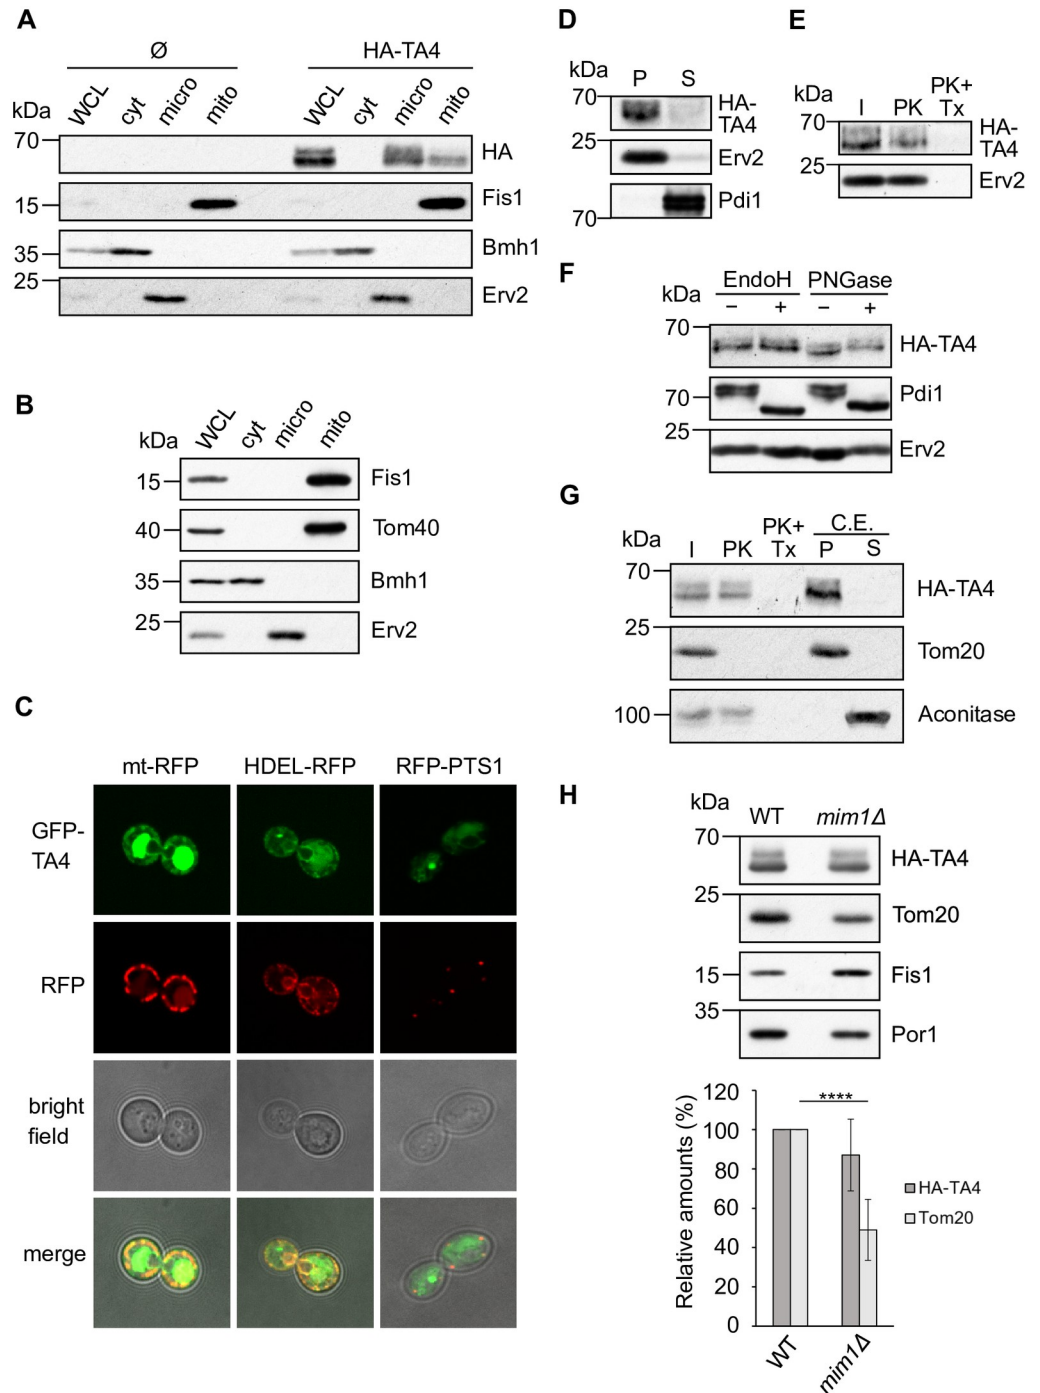 A
Ø
HA-TA4
kDa
WCL
cyt
micro
mito
WCL
cyt
micro
mito
70
HA
15
Fis1
35
Bmh1
25
Erv2
B
kDa
WCL
cyt
micro
mito
15
Fis1
40
Tom40
35
Bmh1
25
Erv2
C
mt-RFP
HDEL-RFP
RFP-PTS1
GFP-
TA4
RFP
bright
field
merge
D
kDa
P
S
70
HA-
TA4
25
Erv2
Pdi1
70
E
kDa
I
PK
PK+
Tx
70
HA-
TA4
25
Erv2
F
kDa
EndoH
PNGase
− + − +
70
HA-TA4
70
Pdi1
25
Erv2
G
kDa
I
PK
PK+
Tx
C.E.
P
S
70
HA-TA4
25
Tom20
100
Aconitase
H
kDa
WT
mim1Δ
70
HA-TA4
25
Tom20
15
Fis1
35
Por1
Relative amounts (%)
120
100
80
60
40
20
0
****
HA-TA4
Tom20
WT
mim1Δ